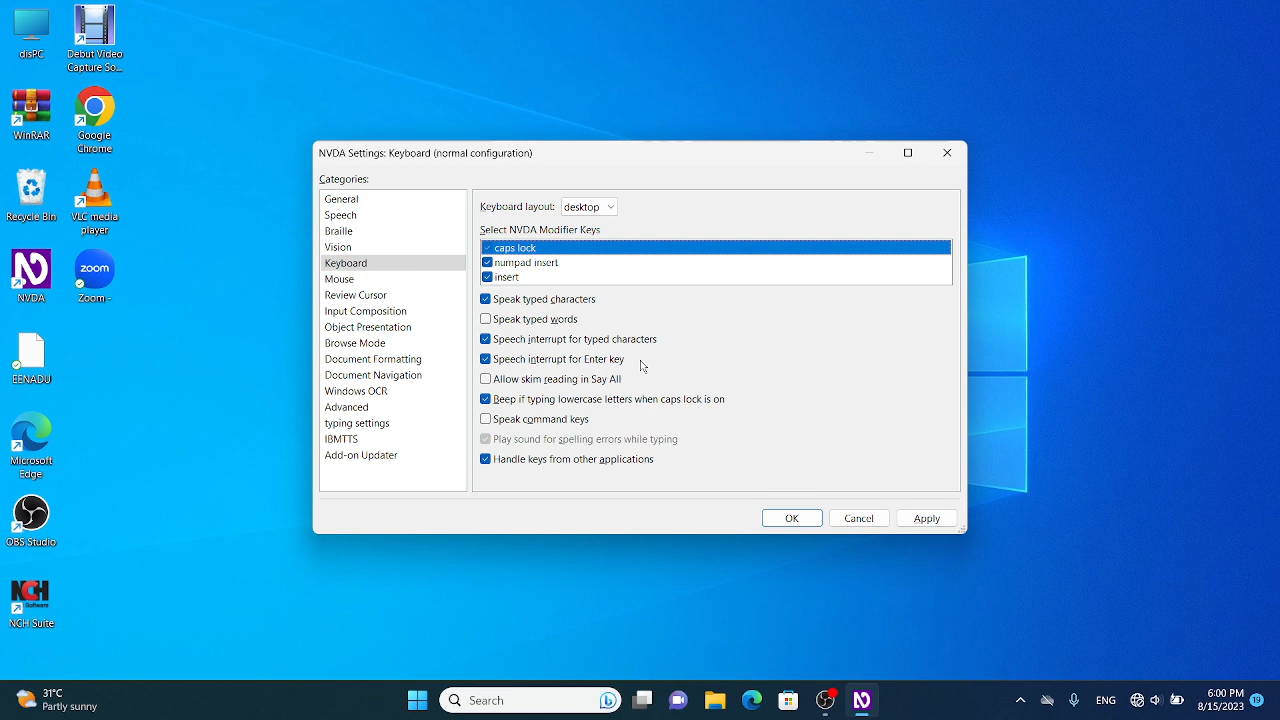 disPC
Debut Video
Capture So...
WinRAR
Google
Chrome
Recycle Bin
VLC media
player
NVDA
zoom
Zoom -
EENADU
Microsoft
Edge
OBS Studio
NCH
Software
NCH Suite
NVDA Settings: Keyboard (normal configuration)
Categories:
General
Speech
Braille
Vision
Keyboard
Mouse
Review Cursor
Input Composition
Object Presentation
Browse Mode
Document Formatting
Document Navigation
Windows OCR
Advanced
typing settings
IBMTTS
Add-on Updater
Keyboard layout: desktop
Select NVDA Modifier Keys
caps lock
numpad insert
insert
Speak typed characters
Speak typed words
Speech interrupt for typed characters
Speech interrupt for Enter key
Allow skim reading in Say All
Beep if typing lowercase letters when caps lock is on
Speak command keys
Play sound for spelling errors while typing
Handle keys from other applications
OK Cancel Apply
31°C
Partly sunny
Search
ENG
6:00 PM
8/15/2023
19